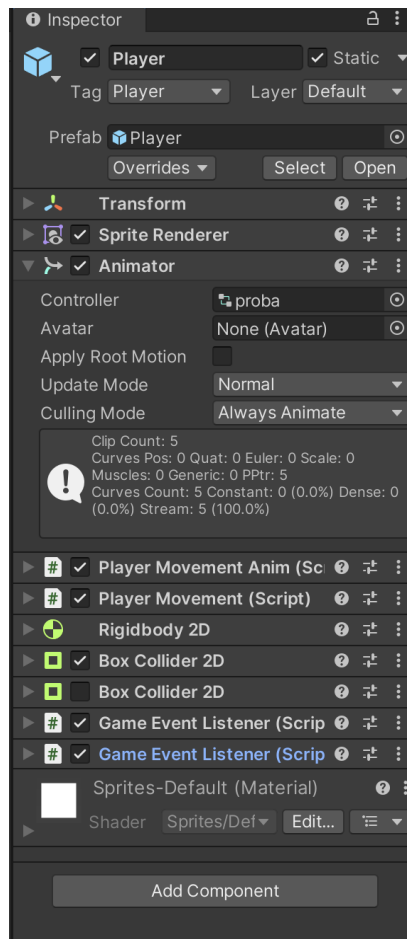 Inspector
Player Static
Tag Player Layer Default
Prefab Player
Overrides Select Open
Transform
Sprite Renderer
Animator
Controller proba
Avatar None (Avatar)
Apply Root Motion
Update Mode Normal
Culling Mode Always Animate
Clip Count: 5
Curves Pos: 0 Quat: 0 Euler: 0 Scale: 0
Muscles: 0 Generic: 0 PPtr: 5
Curves Count: 5 Constant: 0 (0.0%) Dense: 0
(0.0%) Stream: 5 (100.0%)
Player Movement Anim (Sc
Player Movement (Script)
Rigidbody 2D
Box Collider 2D
Box Collider 2D
Game Event Listener (Scrip
Game Event Listener (Scrip
Sprites-Default (Material)
Shader Sprites/Def Edit...
Add Component